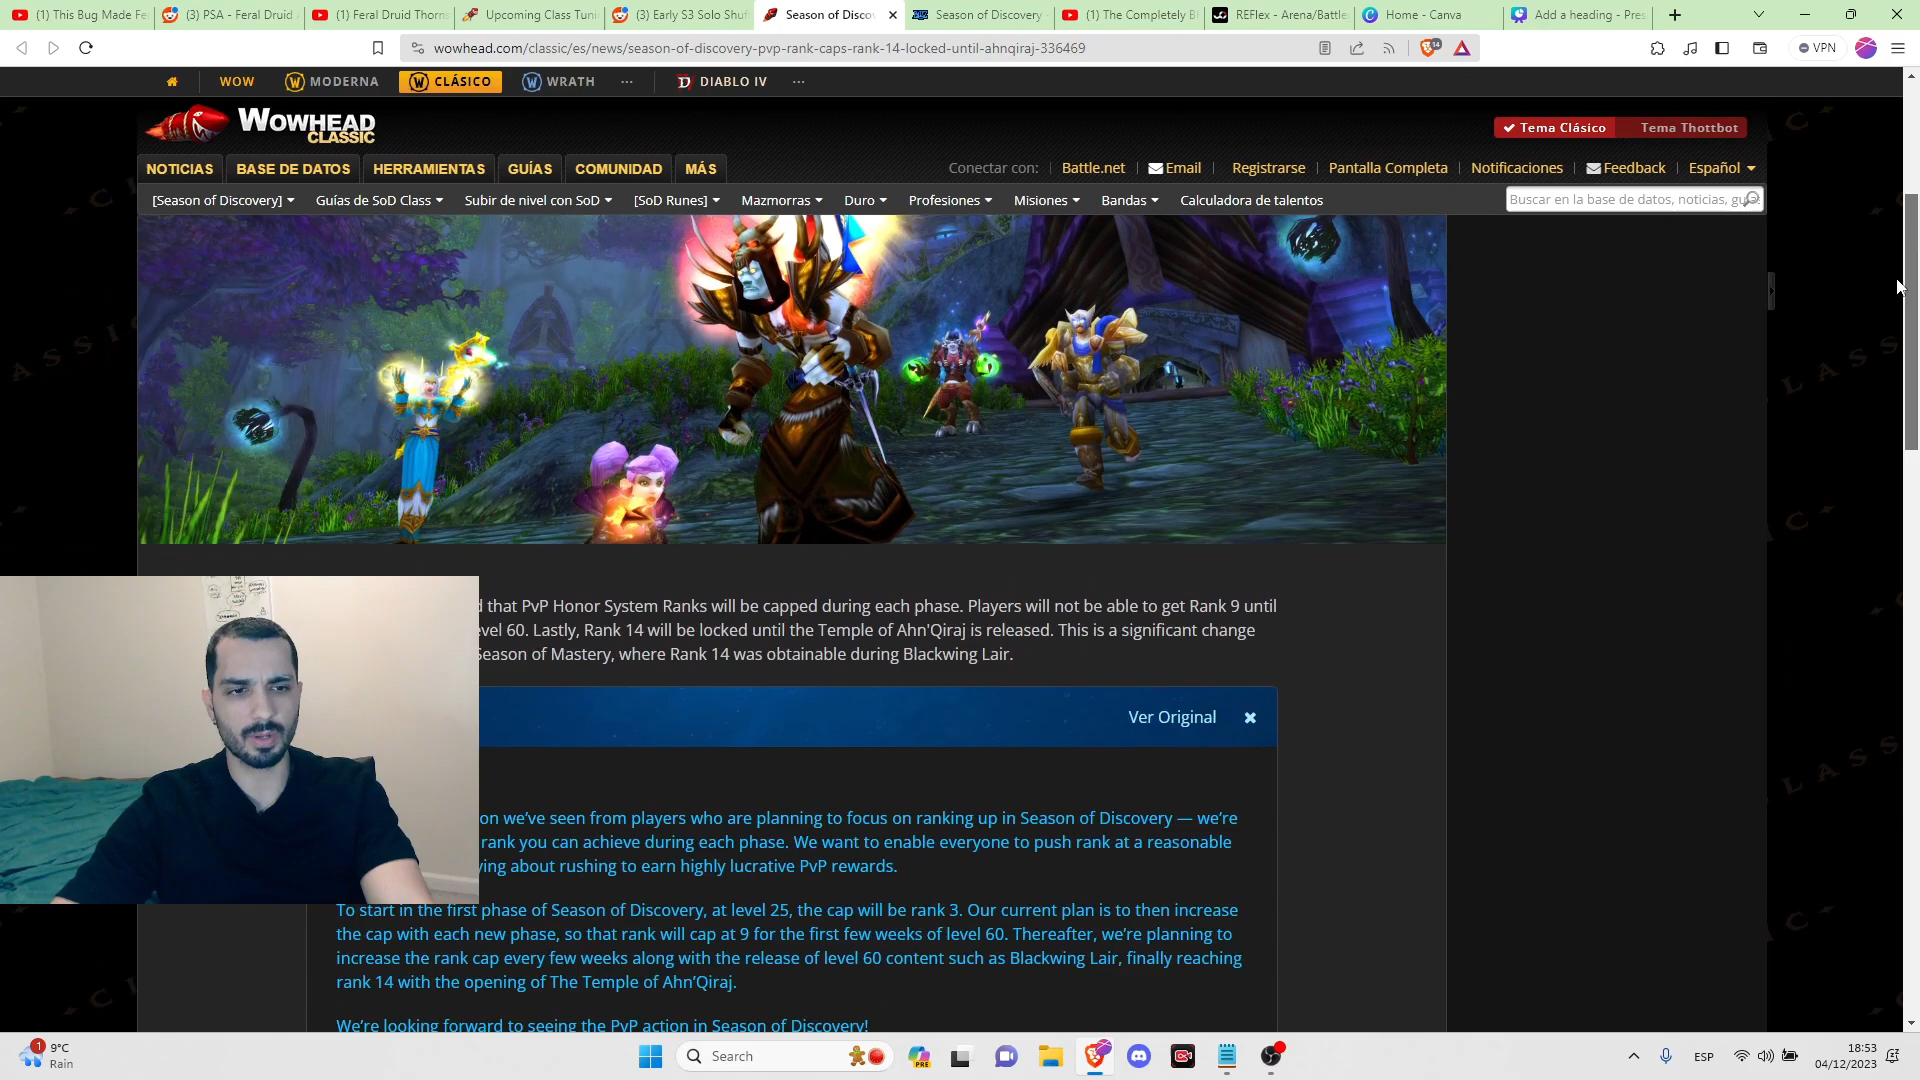 (1) This Bug Made Fe
(3) PSA - Feral Druid
(1) Feral Druid Thorns
Upcoming Class Tuni
(3) Early S3 Solo Shuf
Season of Disco
Season of Discovery
(1) The Completely B
REFlex - Arena/Battle
Home - Canva
Add a heading - Pres
wowhead.com/classic/es/news/season-of-discovery-pvp-rank-caps-rank-14-locked-until-ahnqiraj-336469
14
VPN
WOW
MODERNA
CLÁSICO
WRATH
DIABLO IV
WOWHEAD
CLASSIC
Tema Clásico
Tema Thottbot
NOTICIAS
BASE DE DATOS
HERRAMIENTAS
GUÍAS
COMUNIDAD
MÁS
Conectar con:
Battle.net
Email
Registrarse
Pantalla Completa
Notificaciones
Feedback
Español
[Season of Discovery]
Guías de SoD Class
Subir de nivel con SoD
[SoD Runes]
Mazmorras
Duro
Profesiones
Misiones
Bandas
Calculadora de talentos
Buscar en la base de datos, noticias, guía
d that PvP Honor System Ranks will be capped during each phase. Players will not be able to get Rank 9 until
evel 60. Lastly, Rank 14 will be locked until the Temple of Ahn'Qiraj is released. This is a significant change
Season of Mastery, where Rank 14 was obtainable during Blackwing Lair.
Ver Original
on we've seen from players who are planning to focus on ranking up in Season of Discovery — we're
rank you can achieve during each phase. We want to enable everyone to push rank at a reasonable
ying about rushing to earn highly lucrative PvP rewards.
To start in the first phase of Season of Discovery, at level 25, the cap will be rank 3. Our current plan is to then increase
the cap with each new phase, so that rank will cap at 9 for the first few weeks of level 60. Thereafter, we're planning to
increase the rank cap every few weeks along with the release of level 60 content such as Blackwing Lair, finally reaching
rank 14 with the opening of The Temple of Ahn'Qiraj.
We're looking forward to seeing the PvP action in Season of Discovery!
1
9°C
Rain
Search
PRE
ESP
18:53
04/12/2023